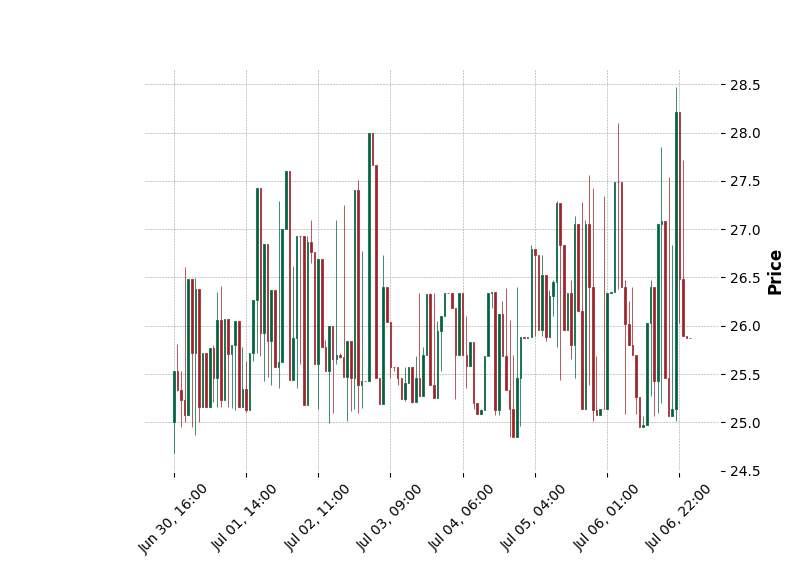 28.5
28.0
27.5
27.0
26.5
26.0
25.5
25.0
24.5
Price
Jun 30, 16:00
Jul 01, 14:00
Jul 02, 11:00
Jul 03, 09:00
Jul 04, 06:00
Jul 05, 04:00
Jul 06, 01:00
Jul 06, 22:00